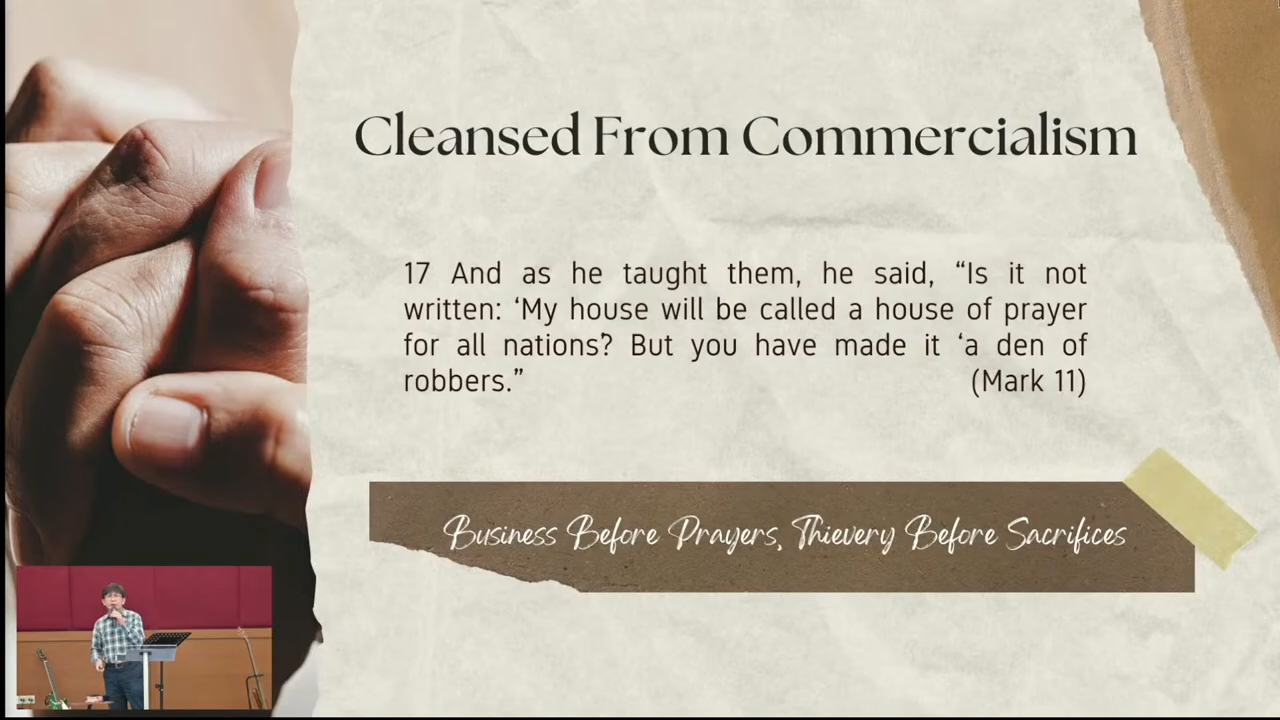 Cleansed From Commercialism
17 And as he taught them, he said, “Is it not
written: ‘My house will be called a house of prayer
for all nations? But you have made it ‘a den of
robbers.” (Mark 11)
Business Before Prayers, Thievery Before Sacrifices